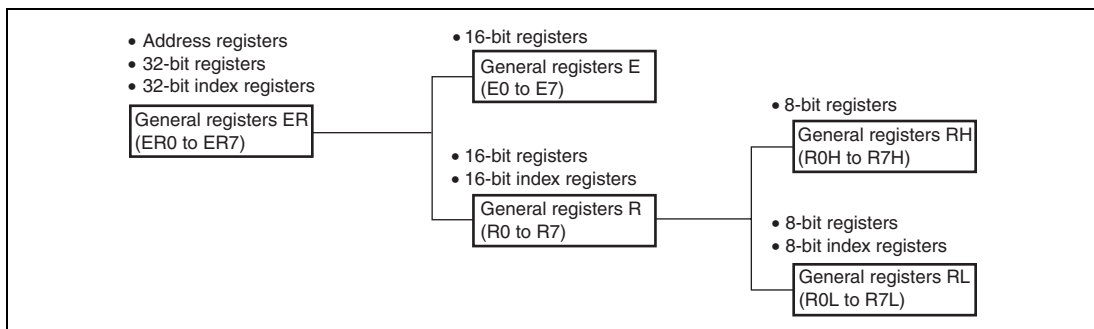 • Address registers
• 32-bit registers
• 32-bit index registers
General registers ER
(ER0 to ER7)
• 16-bit registers
General registers E
(E0 to E7)
• 16-bit registers
• 16-bit index registers
General registers R
(R0 to R7)
• 8-bit registers
General registers RH
(R0H to R7H)
• 8-bit registers
• 8-bit index registers
General registers RL
(R0L to R7L)